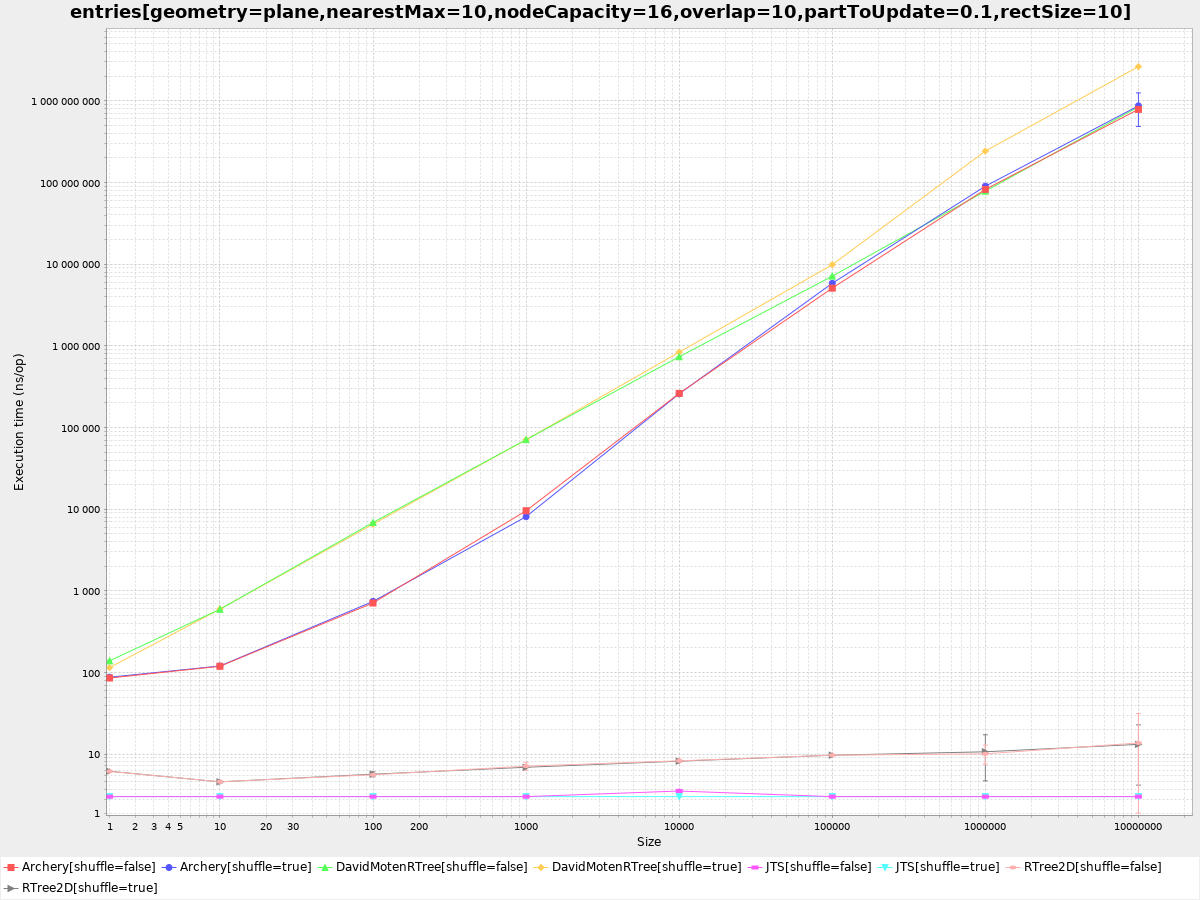 entries[geometry=plane,nearestMax=10,nodeCapacity=16,overlap=10,partToUpdate=0.1,rectSize=10]
Execution time (ns/op)
1 000 000 000
100 000 000
10 000 000
1 000 000
100 000
10 000
1 000
100
10
1
1 2 3 4 5 10 20 30 100 200 1000 10000 100000 1000000 10000000
Size
Archery[shuffle=false] Archery[shuffle=true] DavidMotenRTree[shuffle=false] DavidMotenRTree[shuffle=true] JTS[shuffle=false] JTS[shuffle=true] RTree2D[shuffle=false]
RTree2D[shuffle=true]